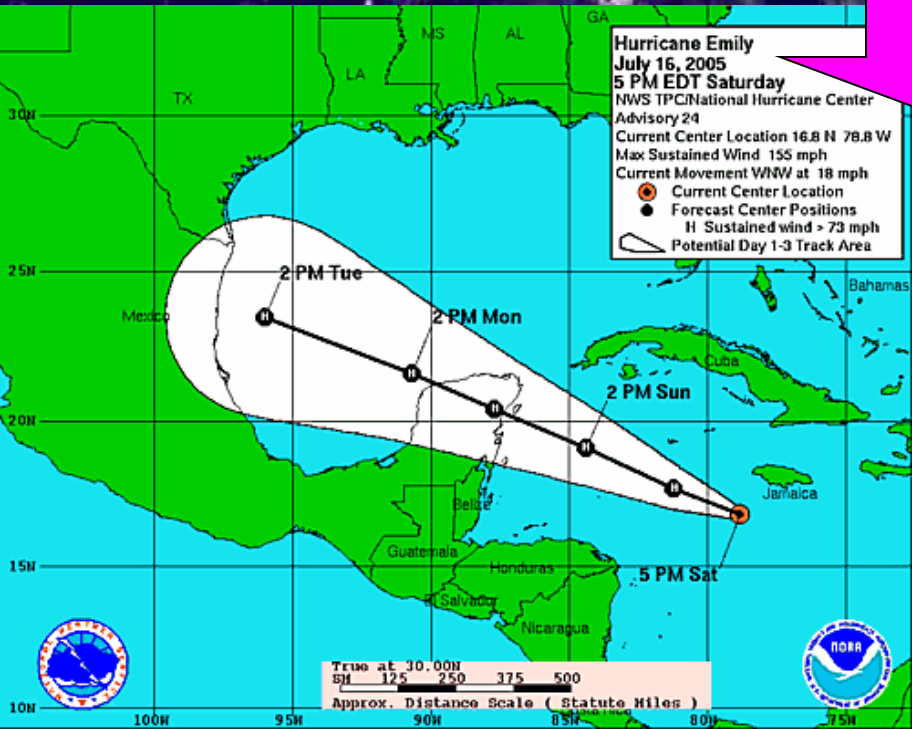 GA
MS
AL
LA
TX
Hurricane Emily
July 16, 2005
5 PM EDT Saturday
NWS TPC/National Hurricane Center
Advisory 24
Current Center Location 16.8 N 78.8 W
Max Sustained Wind 155 mph
Current Movement WNW at 18 mph
Current Center Location
Forecast Center Positions
H Sustained wind > 73 mph
Potential Day 1-3 Track Area
30N
25N
2 PM Tue
Bahamas
Mexico
H
2 PM Mon
Cuba
H
2 PM Sun
H
20N
H
H
Jamaica
Belize
Guatemala
15N
Honduras
5 PM Sat
El Salvador
Nicaragua
NOAA
True at 30.00N
SM 125 250 375 500
Approx. Distance Scale ( Statute Miles )
Costa Rica
10N
100W
95W
90W
85W
80W
75W